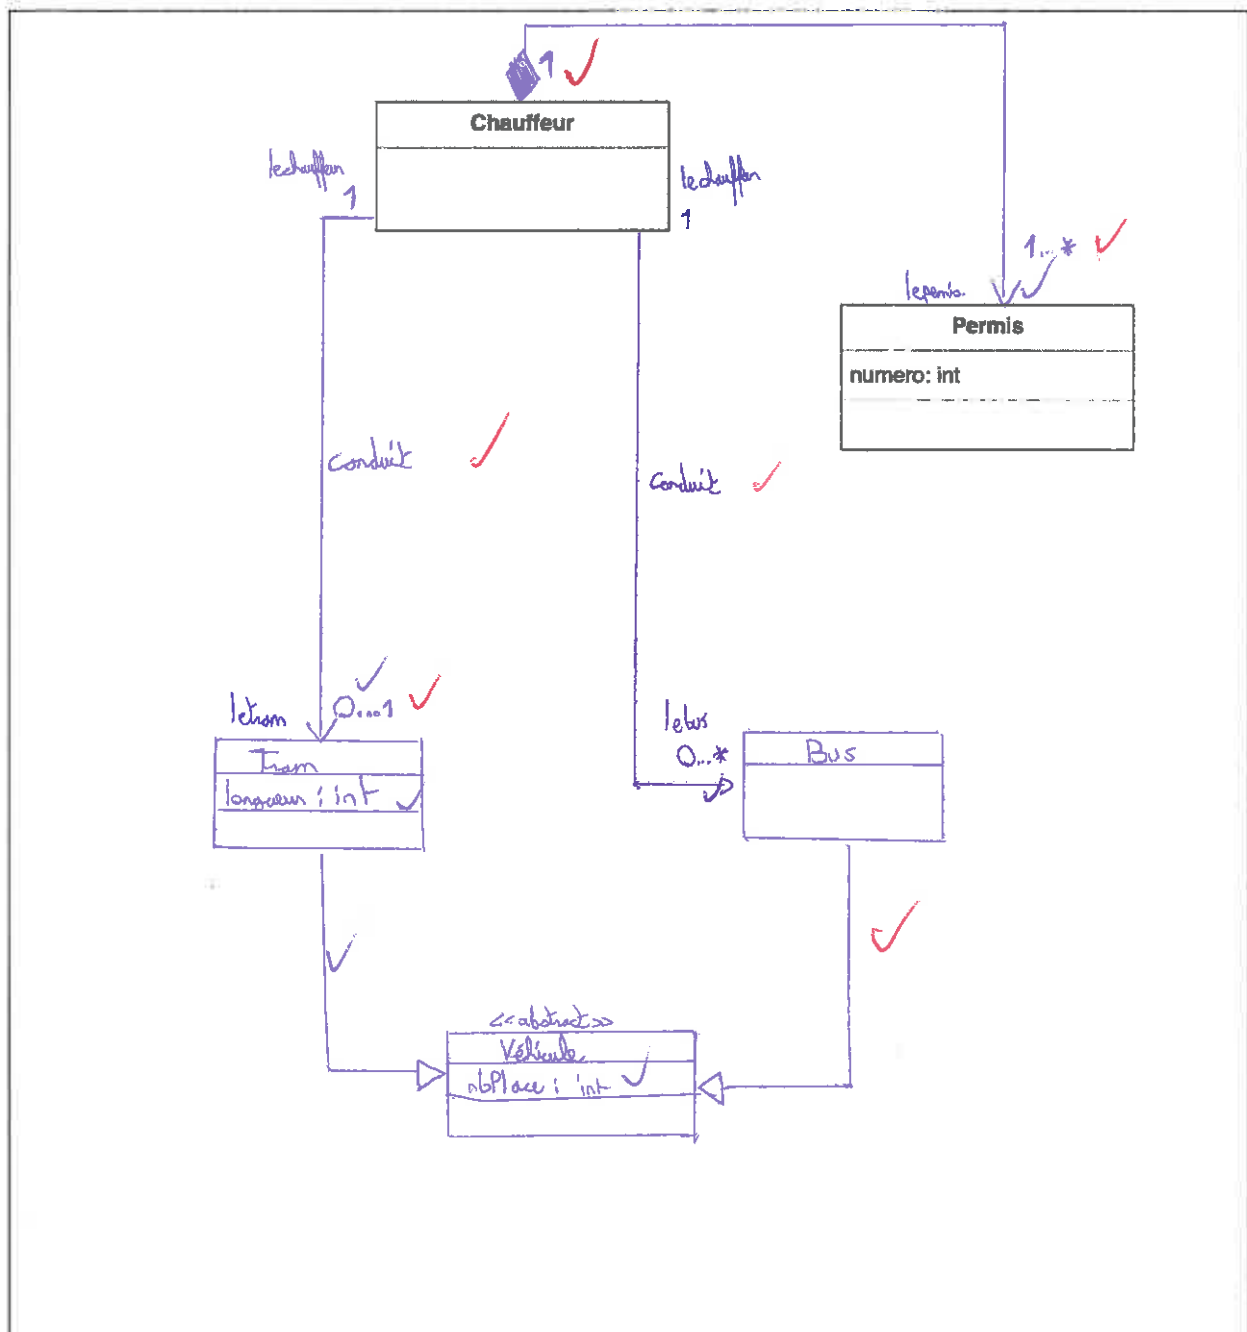 1
Chauffeur
lechauffeur
1
lechauffeur
1
1...*
lepermis
Permis
numero: int
conduit
conduit
letram
0...1
lebus
0...*
Tram
longueur : int
Bus
<<abstract>>
Véhicule
nbPlace : int